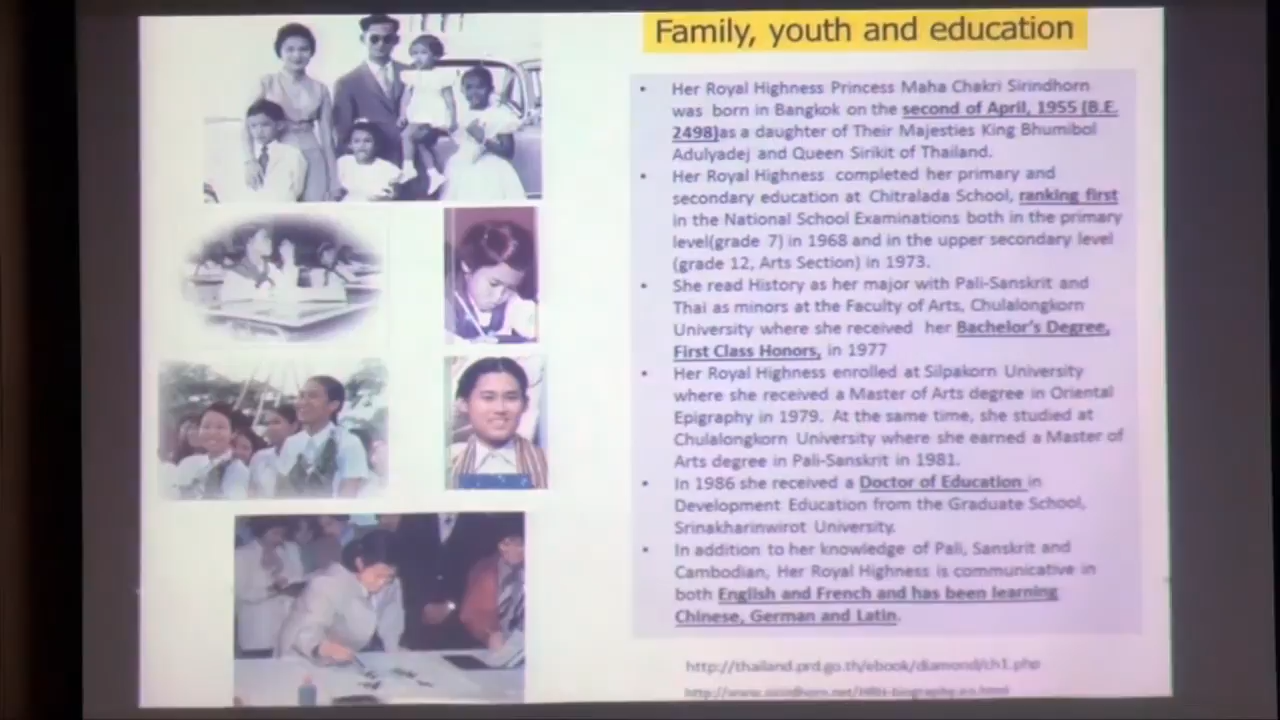 Family, youth and education
• Her Royal Highness Princess Maha Chakri Sirindhorn
was born in Bangkok on the second of April, 1955 (B.E.
2498)as a daughter of Their Majesties King Bhumibol
Adulyadej and Queen Sirikit of Thailand.
• Her Royal Highness completed her primary and
secondary education at Chitralada School, ranking first
in the National School Examinations both in the primary
level(grade 7) in 1968 and in the upper secondary level
(grade 12, Arts Section) in 1973.
• She read History as her major with Pali-Sanskrit and
Thai as minors at the Faculty of Arts, Chulalongkorn
University where she received her Bachelor's Degree,
First Class Honors, in 1977
• Her Royal Highness enrolled at Silpakorn University
where she received a Master of Arts degree in Oriental
Epigraphy in 1979. At the same time, she studied at
Chulalongkorn University where she earned a Master of
Arts degree in Pali-Sanskrit in 1981.
• In 1986 she received a Doctor of Education in
Development Education from the Graduate School,
Srinakharinwirot University.
• In addition to her knowledge of Pali, Sanskrit and
Cambodian, Her Royal Highness is communicative in
both English and French and has been learning
Chinese, German and Latin.
http://thailand.prd.go.th/ebook/diamond/ch1.php